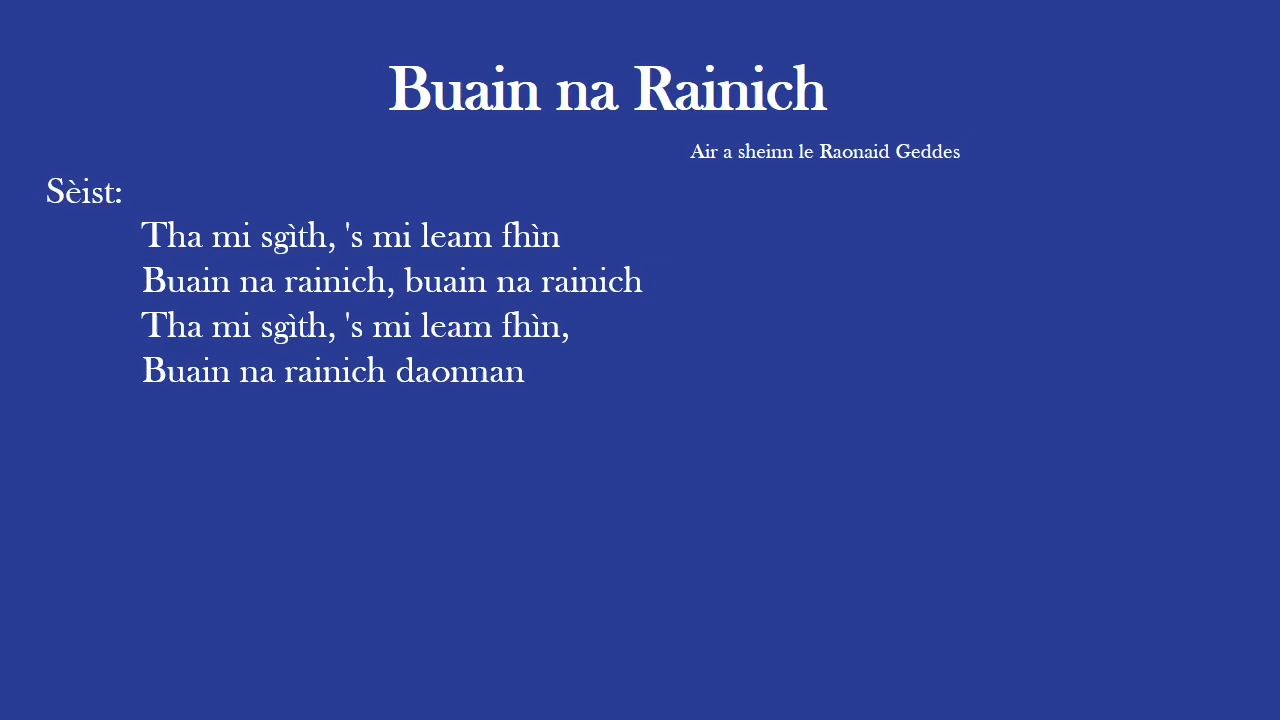 Buain na Rainich
Air a sheinn le Raonaid Geddes
Sèist:
Tha mi sgìth, 's mi leam fhìn
Buain na rainich, buain na rainich
Tha mi sgìth, 's mi leam fhìn,
Buain na rainich daonnan